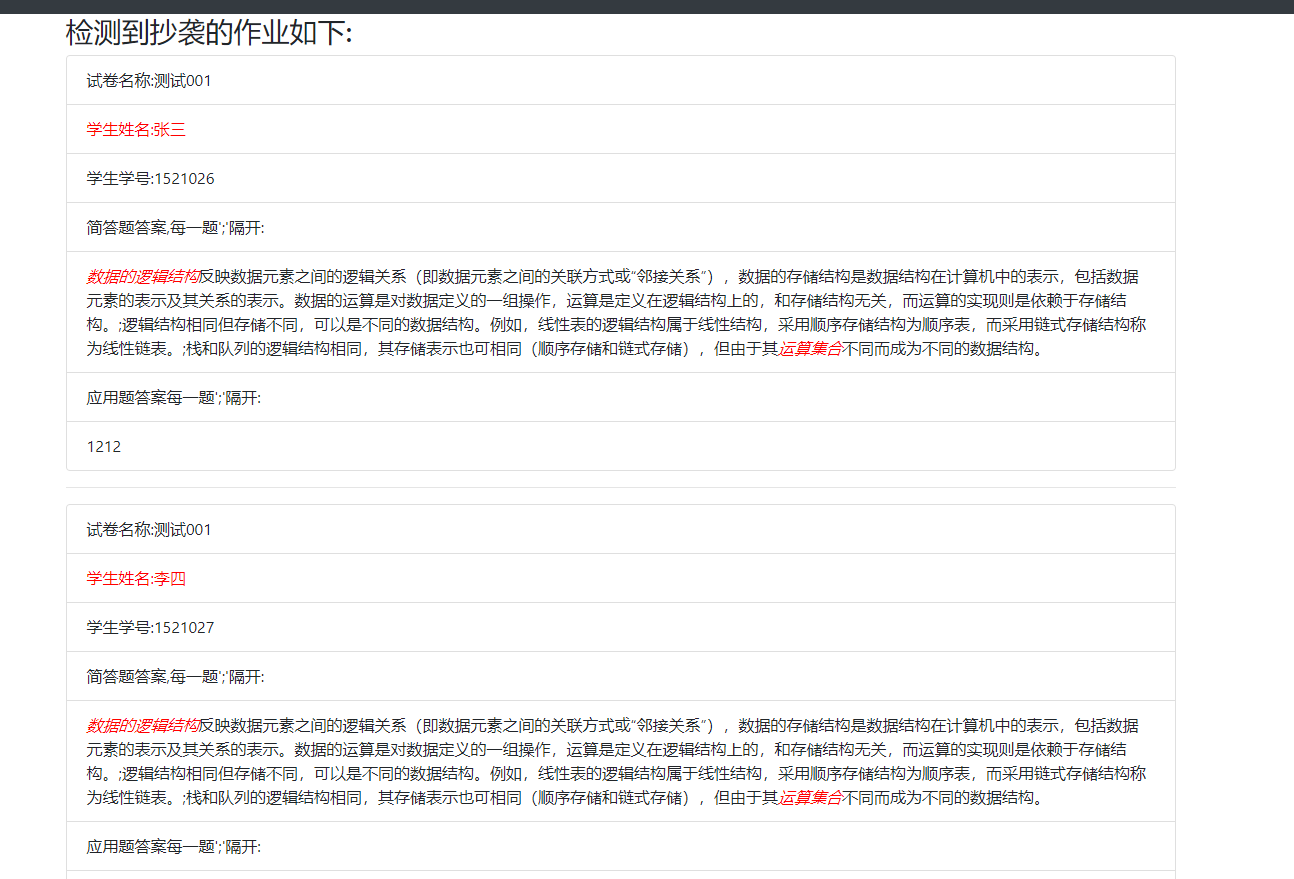 检测到抄袭的作业如下:
试卷名称:测试001
学生姓名:张三
学生学号:1521026
简答题答案,每一题';'隔开:
数据的逻辑结构反映数据元素之间的逻辑关系（即数据元素之间的关联方式或“邻接关系”），数据的存储结构是数据结构在计算机中的表示，包括数据
元素的表示及其关系的表示。数据的运算是对数据定义的一组操作，运算是定义在逻辑结构上的，和存储结构无关，而运算的实现则是依赖于存储结
构。;逻辑结构相同但存储不同，可以是不同的数据结构。例如，线性表的逻辑结构属于线性结构，采用顺序存储结构为顺序表，而采用链式存储结构称
为线性链表。;栈和队列的逻辑结构相同，其存储表示也可相同（顺序存储和链式存储），但由于其运算集合不同而成为不同的数据结构。
应用题答案每一题';'隔开:
1212
试卷名称:测试001
学生姓名:李四
学生学号:1521027
简答题答案,每一题';'隔开:
数据的逻辑结构反映数据元素之间的逻辑关系（即数据元素之间的关联方式或“邻接关系”），数据的存储结构是数据结构在计算机中的表示，包括数据
元素的表示及其关系的表示。数据的运算是对数据定义的一组操作，运算是定义在逻辑结构上的，和存储结构无关，而运算的实现则是依赖于存储结
构。;逻辑结构相同但存储不同，可以是不同的数据结构。例如，线性表的逻辑结构属于线性结构，采用顺序存储结构为顺序表，而采用链式存储结构称
为线性链表。;栈和队列的逻辑结构相同，其存储表示也可相同（顺序存储和链式存储），但由于其运算集合不同而成为不同的数据结构。
应用题答案每一题';'隔开: